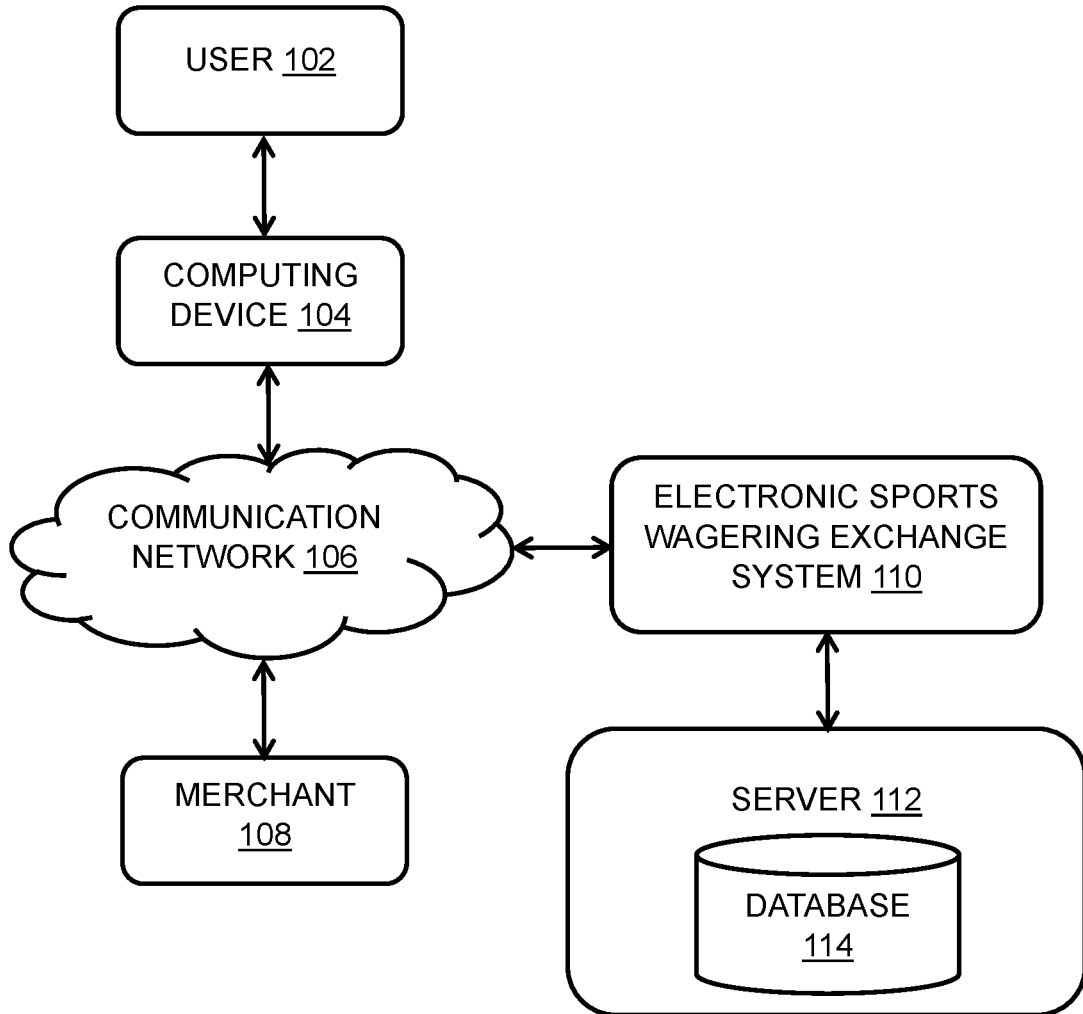 USER 102
COMPUTING
DEVICE 104
COMMUNICATION
NETWORK 106
ELECTRONIC SPORTS
WAGERING EXCHANGE
SYSTEM 110
MERCHANT
108
SERVER 112
DATABASE
114